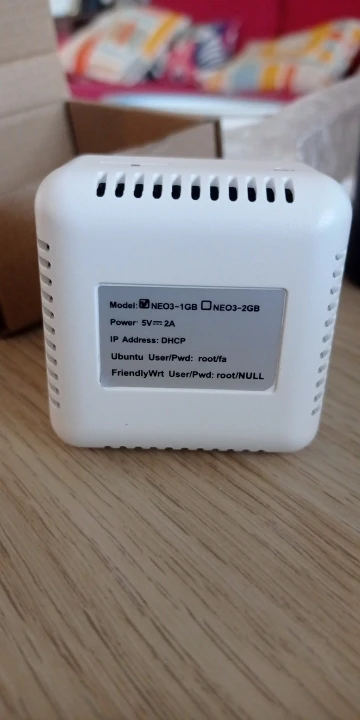 Model: ☑NEO3-1GB ☐NEO3-2GB
Power: 5V⎓2A
IP Address: DHCP
Ubuntu User/Pwd: root/fa
FriendlyWrt User/Pwd: root/NULL